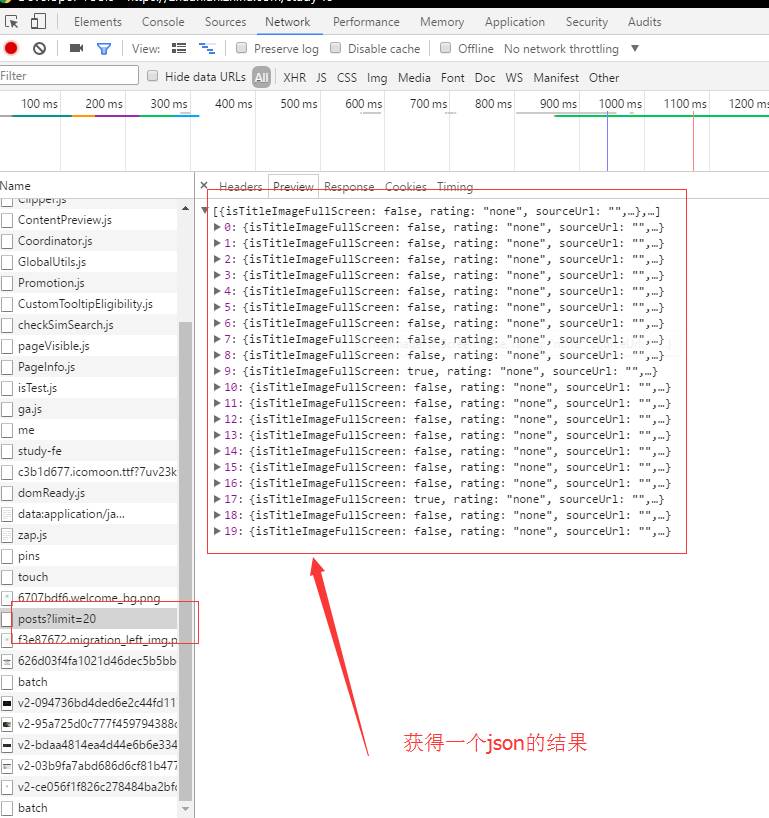 Elements Console Sources Network Performance Memory Application Security Audits
View: Preserve log Disable cache Offline No network throttling
Filter Hide data URLs All XHR JS CSS Img Media Font Doc WS Manifest Other
100 ms 200 ms 300 ms 400 ms 500 ms 600 ms 700 ms 800 ms 900 ms 1000 ms 1100 ms 1200
Name
× Headers Preview Response Cookies Timing
Clipper.js
ContentPreview.js
Coordinator.js
GlobalUtils.js
Promotion.js
CustomTooltipEligibility.js
checkSimSearch.js
pageVisible.js
PageInfo.js
isTest.js
ga.js
me
study-fe
c3b1d677.icomoon.ttf?7uv23k
domReady.js
data:application/ja...
zap.js
pins
touch
6707bdf6.welcome_bg.png
posts?limit=20
f3e87672.migration_left_img.p
626d03f4fa1021d46dec5b5bb
batch
v2-094736bd4ded6e2c44fd11
v2-95a725d0c777f459794388c
v2-bdaa4814ea4d44e6b6e334
v2-03b9fa7abd686d6cf81b477
v2-ce056f1f826c278484ba2bfc
batch
[{isTitleImageFullScreen: false, rating: "none", sourceUrl: "",…},…]
0: {isTitleImageFullScreen: false, rating: "none", sourceUrl: "",…}
1: {isTitleImageFullScreen: false, rating: "none", sourceUrl: "",…}
2: {isTitleImageFullScreen: false, rating: "none", sourceUrl: "",…}
3: {isTitleImageFullScreen: false, rating: "none", sourceUrl: "",…}
4: {isTitleImageFullScreen: false, rating: "none", sourceUrl: "",…}
5: {isTitleImageFullScreen: false, rating: "none", sourceUrl: "",…}
6: {isTitleImageFullScreen: false, rating: "none", sourceUrl: "",…}
7: {isTitleImageFullScreen: false, rating: "none", sourceUrl: "",…}
8: {isTitleImageFullScreen: false, rating: "none", sourceUrl: "",…}
9: {isTitleImageFullScreen: true, rating: "none", sourceUrl: "",…}
10: {isTitleImageFullScreen: false, rating: "none", sourceUrl: "",…}
11: {isTitleImageFullScreen: false, rating: "none", sourceUrl: "",…}
12: {isTitleImageFullScreen: false, rating: "none", sourceUrl: "",…}
13: {isTitleImageFullScreen: false, rating: "none", sourceUrl: "",…}
14: {isTitleImageFullScreen: false, rating: "none", sourceUrl: "",…}
15: {isTitleImageFullScreen: false, rating: "none", sourceUrl: "",…}
16: {isTitleImageFullScreen: false, rating: "none", sourceUrl: "",…}
17: {isTitleImageFullScreen: true, rating: "none", sourceUrl: "",…}
18: {isTitleImageFullScreen: false, rating: "none", sourceUrl: "",…}
19: {isTitleImageFullScreen: false, rating: "none", sourceUrl: "",…}
获得一个json的结果